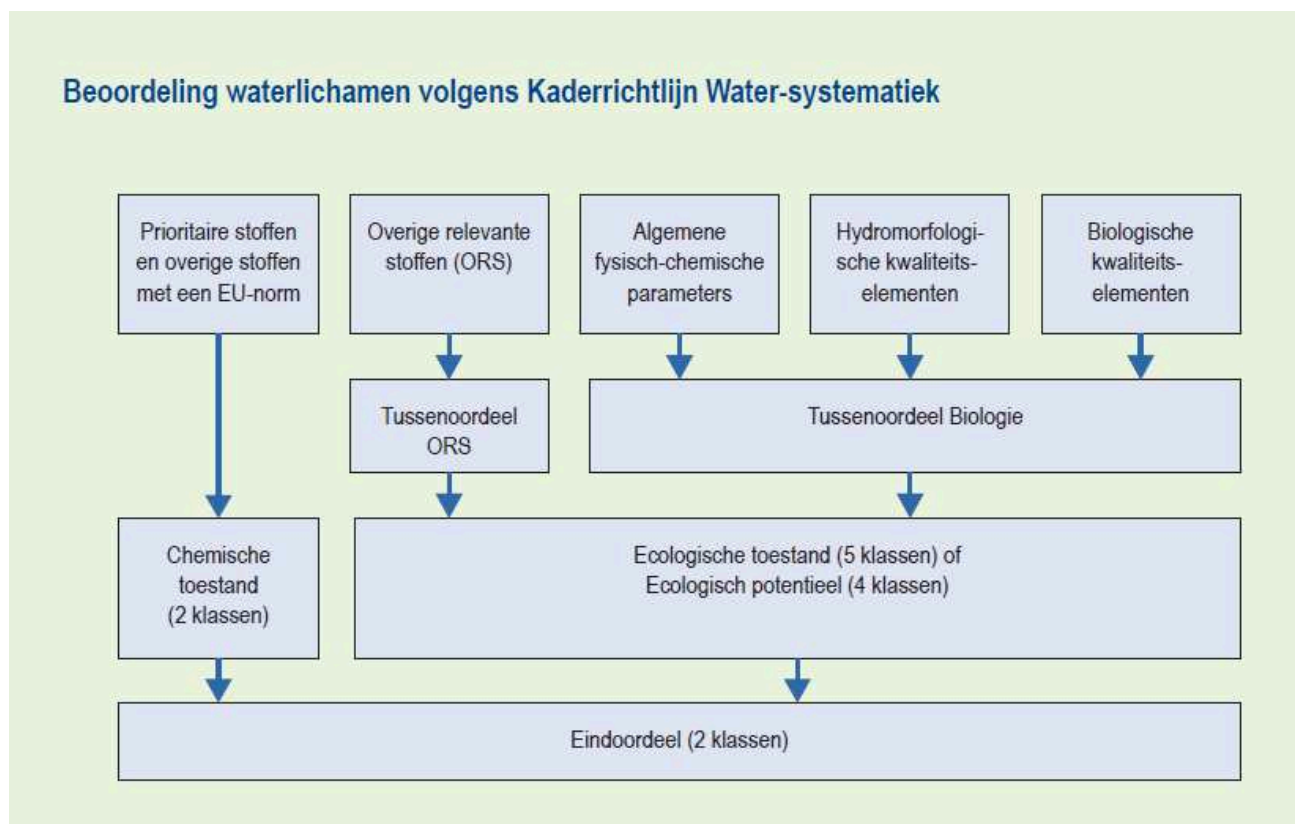 Beoordeling waterlichamen volgens Kaderrichtlijn Water-systematiek
Prioritaire stoffen
en overige stoffen
met een EU-norm
Overige relevante
stoffen (ORS)
Algemene
fysisch-chemische
parameters
Hydromorfologi-
sche kwaliteits-
elementen
Biologische
kwaliteits-
elementen
Tussenoordeel
ORS
Tussenoordeel Biologie
Chemische
toestand
(2 klassen)
Ecologische toestand (5 klassen) of
Ecologisch potentieel (4 klassen)
Eindoordeel (2 klassen)